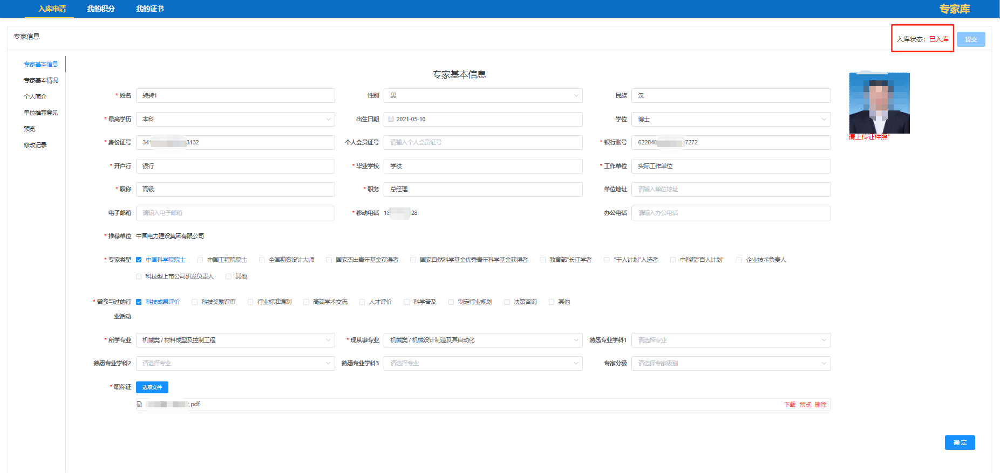 入库申请 我的积分 我的证书 专家库
专家信息 入库状态：已入库 提交
专家基本信息
专家基本情况
个人简介
单位推荐意见
预览
修改记录
专家基本信息
* 姓名 转转1 性别 男 民族 汉
* 最高学历 本科 出生日期 2021-05-10 学位 博士
请上传证件照*
* 身份证号 341 3132 个人会员证号 请输入个人会员证号 * 银行账号 622848 7272
* 开户行 银行 * 毕业学校 学校 * 工作单位 实际工作单位
* 职称 高级 * 职务 总经理 单位地址 请输入单位地址
电子邮箱 请输入电子邮箱 * 移动电话 18 28 办公电话 请输入办公电话
* 推荐单位 中国电力建设集团有限公司
* 专家类型 中国科学院院士 中国工程院院士 全国勘察设计大师 国家杰出青年基金获得者 国家自然科学基金优秀青年科学基金获得者 教育部“长江学者 “千人计划”入选者 中科院“百人计划” 企业技术负责人
科技型上市公司研发负责人 其他
* 曾参与过的行 科技成果评价 科技奖励评审 行业标准编制 高端学术交流 人才评价 科学普及 制定行业规划 决策咨询 其他
业活动
* 所学专业 机械类 / 材料成型及控制工程 * 现从事专业 机械类 / 机械设计制造及其自动化 熟悉专业学科1 请选择专业
熟悉专业学科2 请选择专业 熟悉专业学科3 请选择专业 专家分级 请选择专家级别
* 职称证 选取文件
.pdf 下载 预览 删除
确 定